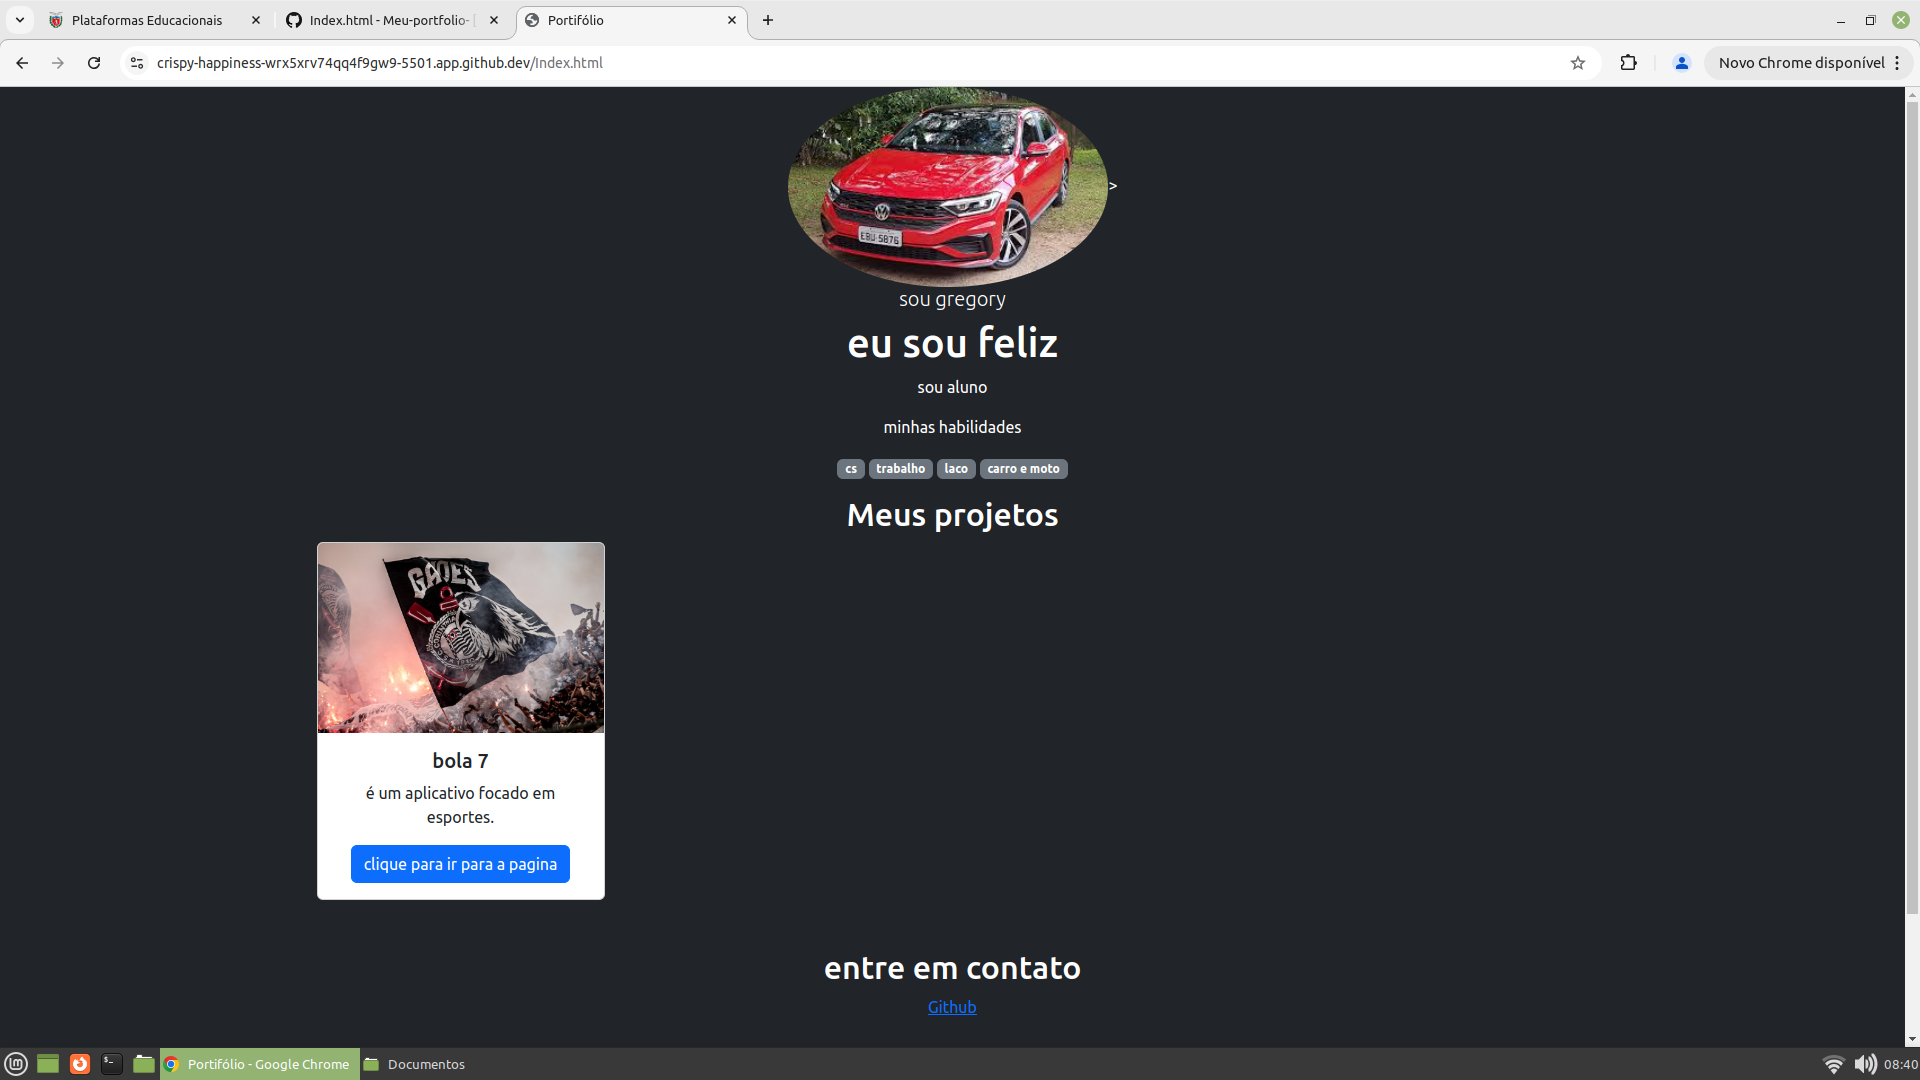 Plataformas Educacionais
Index.html - Meu-portfolio-
Portifólio
crispy-happiness-wrx5xrv74qq4f9gw9-5501.app.github.dev/Index.html
Novo Chrome disponível
EBU 5876
>
sou gregory
eu sou feliz
sou aluno
minhas habilidades
cs trabalho laco carro e moto
Meus projetos
bola 7
é um aplicativo focado em
esportes.
clique para ir para a pagina
entre em contato
Github
Portifólio - Google Chrome
Documentos
08:40